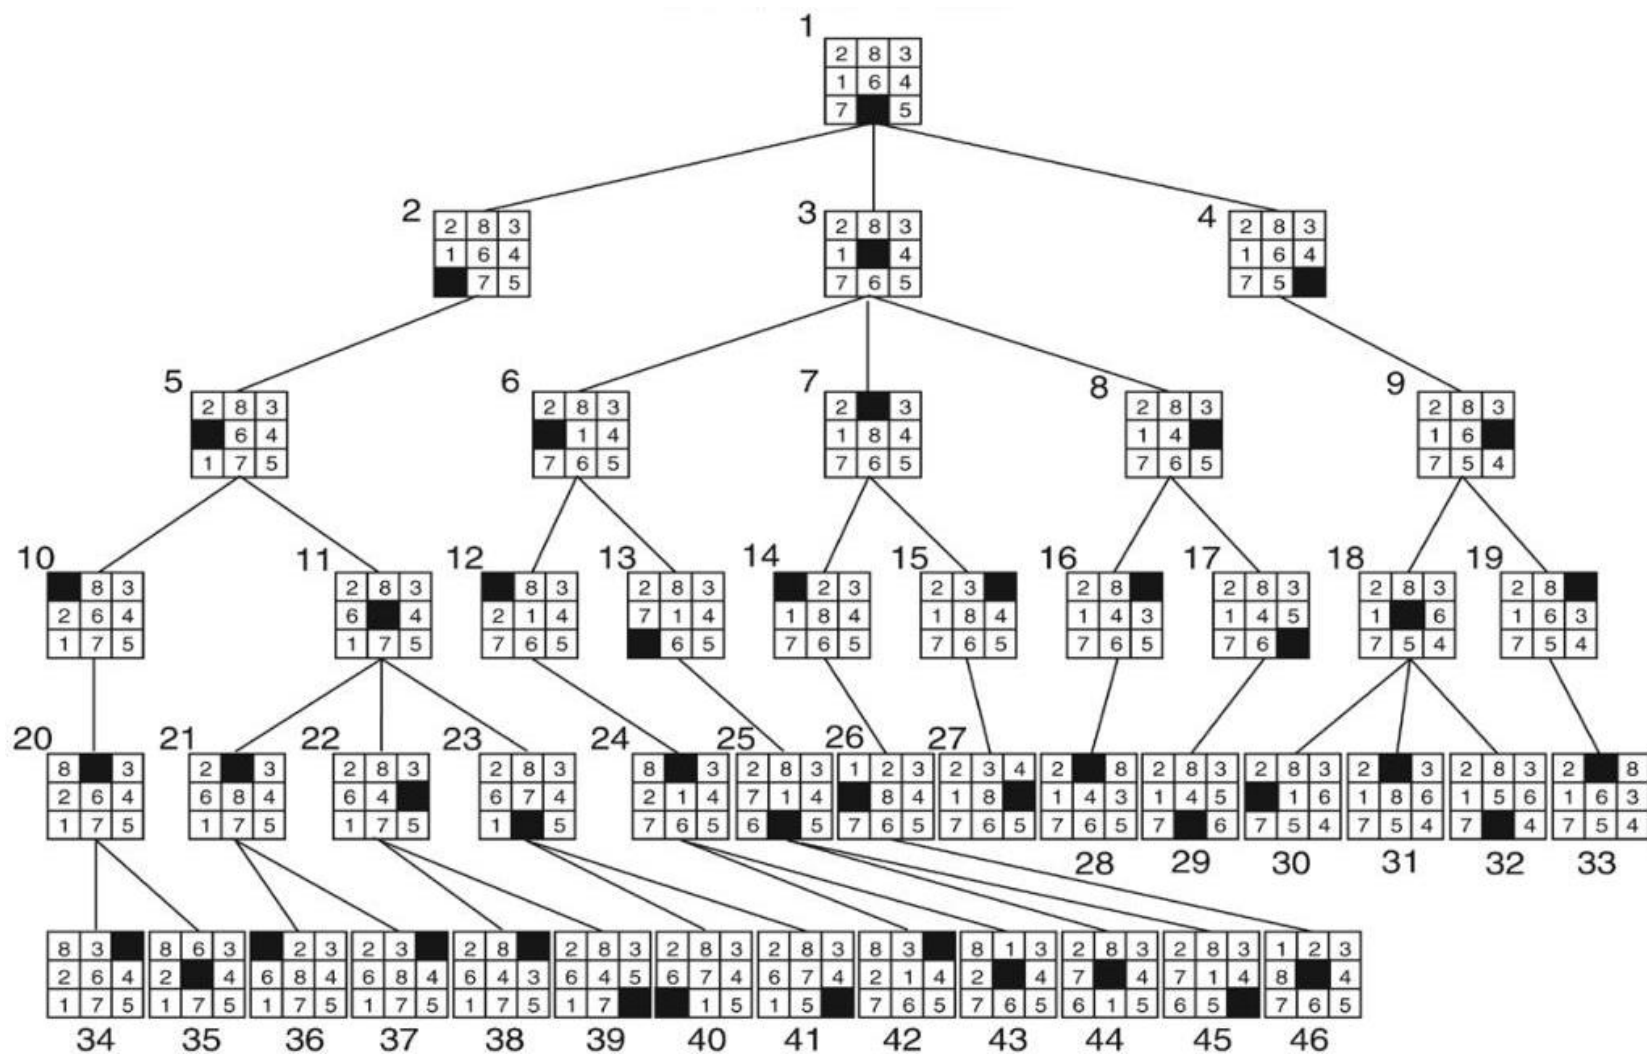 1
2 8 3
1 6 4
7 5
2
2 8 3
1 6 4
7 5
3
2 8 3
1 4
7 6 5
4
2 8 3
1 6 4
7 5
5
2 8 3
6 4
1 7 5
6
2 8 3
1 4
7 6 5
7
2 3
1 8 4
7 6 5
8
2 8 3
1 4
7 6 5
9
2 8 3
1 6
7 5 4
10
8 3
2 6 4
1 7 5
11
2 8 3
6 4
1 7 5
12
8 3
2 1 4
7 6 5
13
2 8 3
7 1 4
6 5
14
2 3
1 8 4
7 6 5
15
2 3
1 8 4
7 6 5
16
2 8
1 4 3
7 6 5
17
2 8 3
1 4 5
7 6
18
2 8 3
1 6
7 5 4
19
2 8
1 6 3
7 5 4
20
8 3
2 6 4
1 7 5
21
2 3
6 8 4
1 7 5
22
2 8 3
6 4
1 7 5
23
2 8 3
6 7 4
1 5
24
8 3
2 1 4
7 6 5
25
2 8 3
7 1 4
6 5
26
1 2 3
8 4
7 6 5
27
2 3 4
1 8
7 6 5
2 8
1 4 3
7 6 5
28
2 8 3
1 4 5
7 6
29
2 8 3
1 6
7 5 4
30
2 3
1 8 6
7 5 4
31
2 8 3
1 5 6
7 4
32
2 8
1 6 3
7 5 4
33
8 3
2 6 4
1 7 5
34
8 6 3
2 4
1 7 5
35
2 3
6 8 4
1 7 5
36
2 3
6 8 4
1 7 5
37
2 8
6 4 3
1 7 5
38
2 8 3
6 4 5
1 7
39
2 8 3
6 7 4
1 5
40
2 8 3
6 7 4
1 5
41
8 3
2 1 4
7 6 5
42
8 1 3
2 4
7 6 5
43
2 8 3
7 4
6 1 5
44
2 8 3
7 1 4
6 5
45
1 2 3
8 4
7 6 5
46